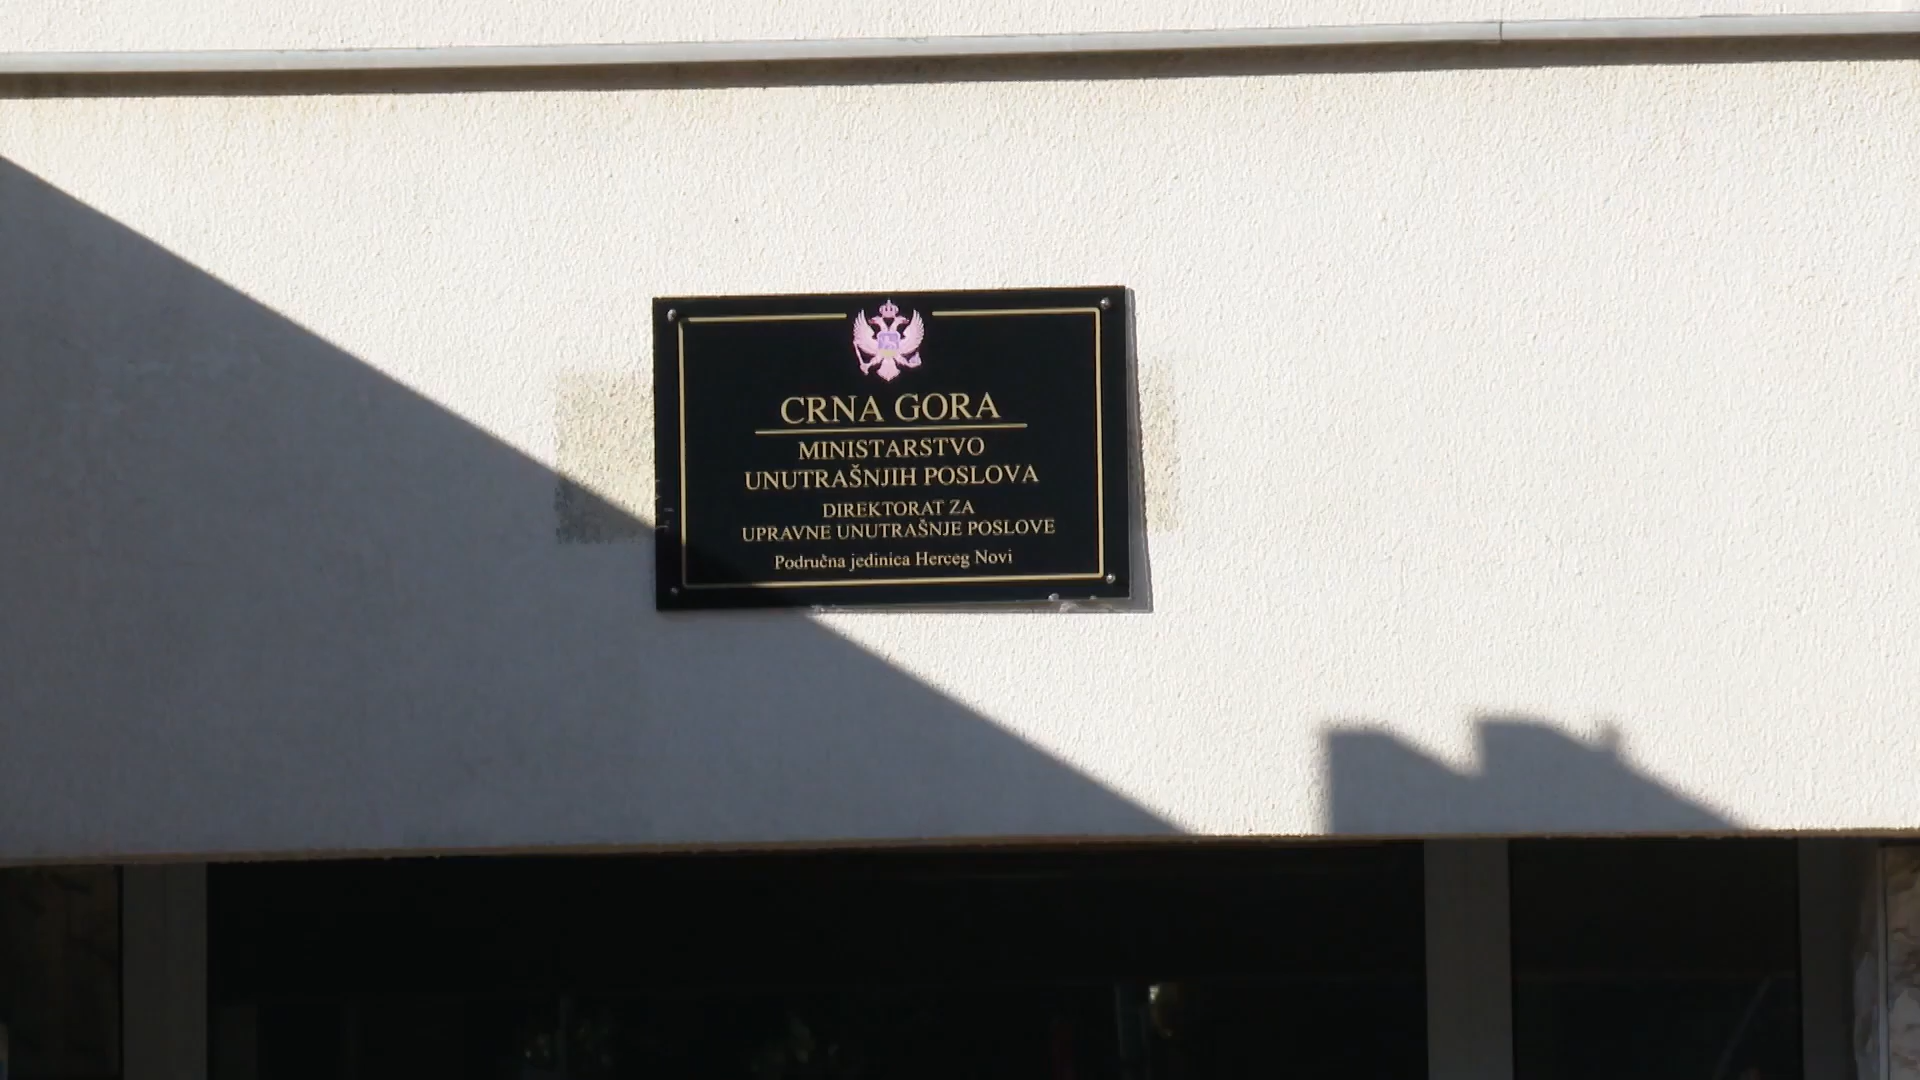 CRNA GORA
MINISTARSTVO
UNUTRAŠNJIH POSLOVA
DIREKTORAT ZA
UPRAVNE UNUTRAŠNJE POSLOVE
Područna jedinica Herceg Novi